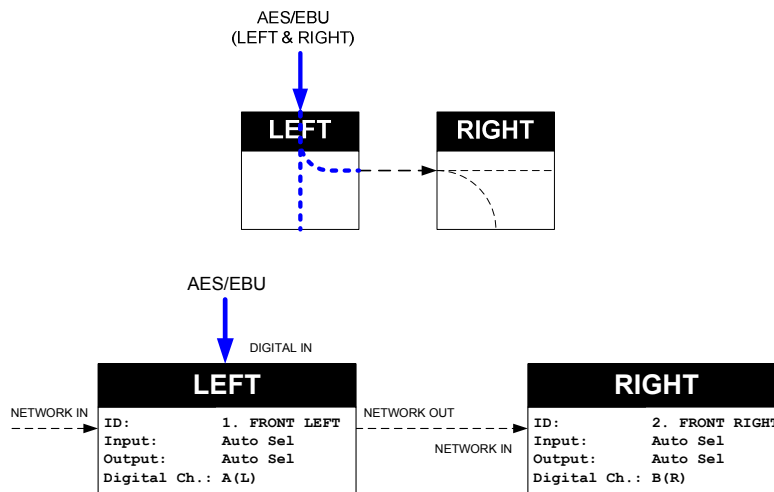 AES/EBU
(LEFT & RIGHT)
LEFT RIGHT
AES/EBU
DIGITAL IN
LEFT RIGHT
NETWORK IN
ID: 1. FRONT LEFT
Input: Auto Sel
Output: Auto Sel
Digital Ch.: A(L)
NETWORK OUT
NETWORK IN
ID: 2. FRONT RIGHT
Input: Auto Sel
Output: Auto Sel
Digital Ch.: B(R)